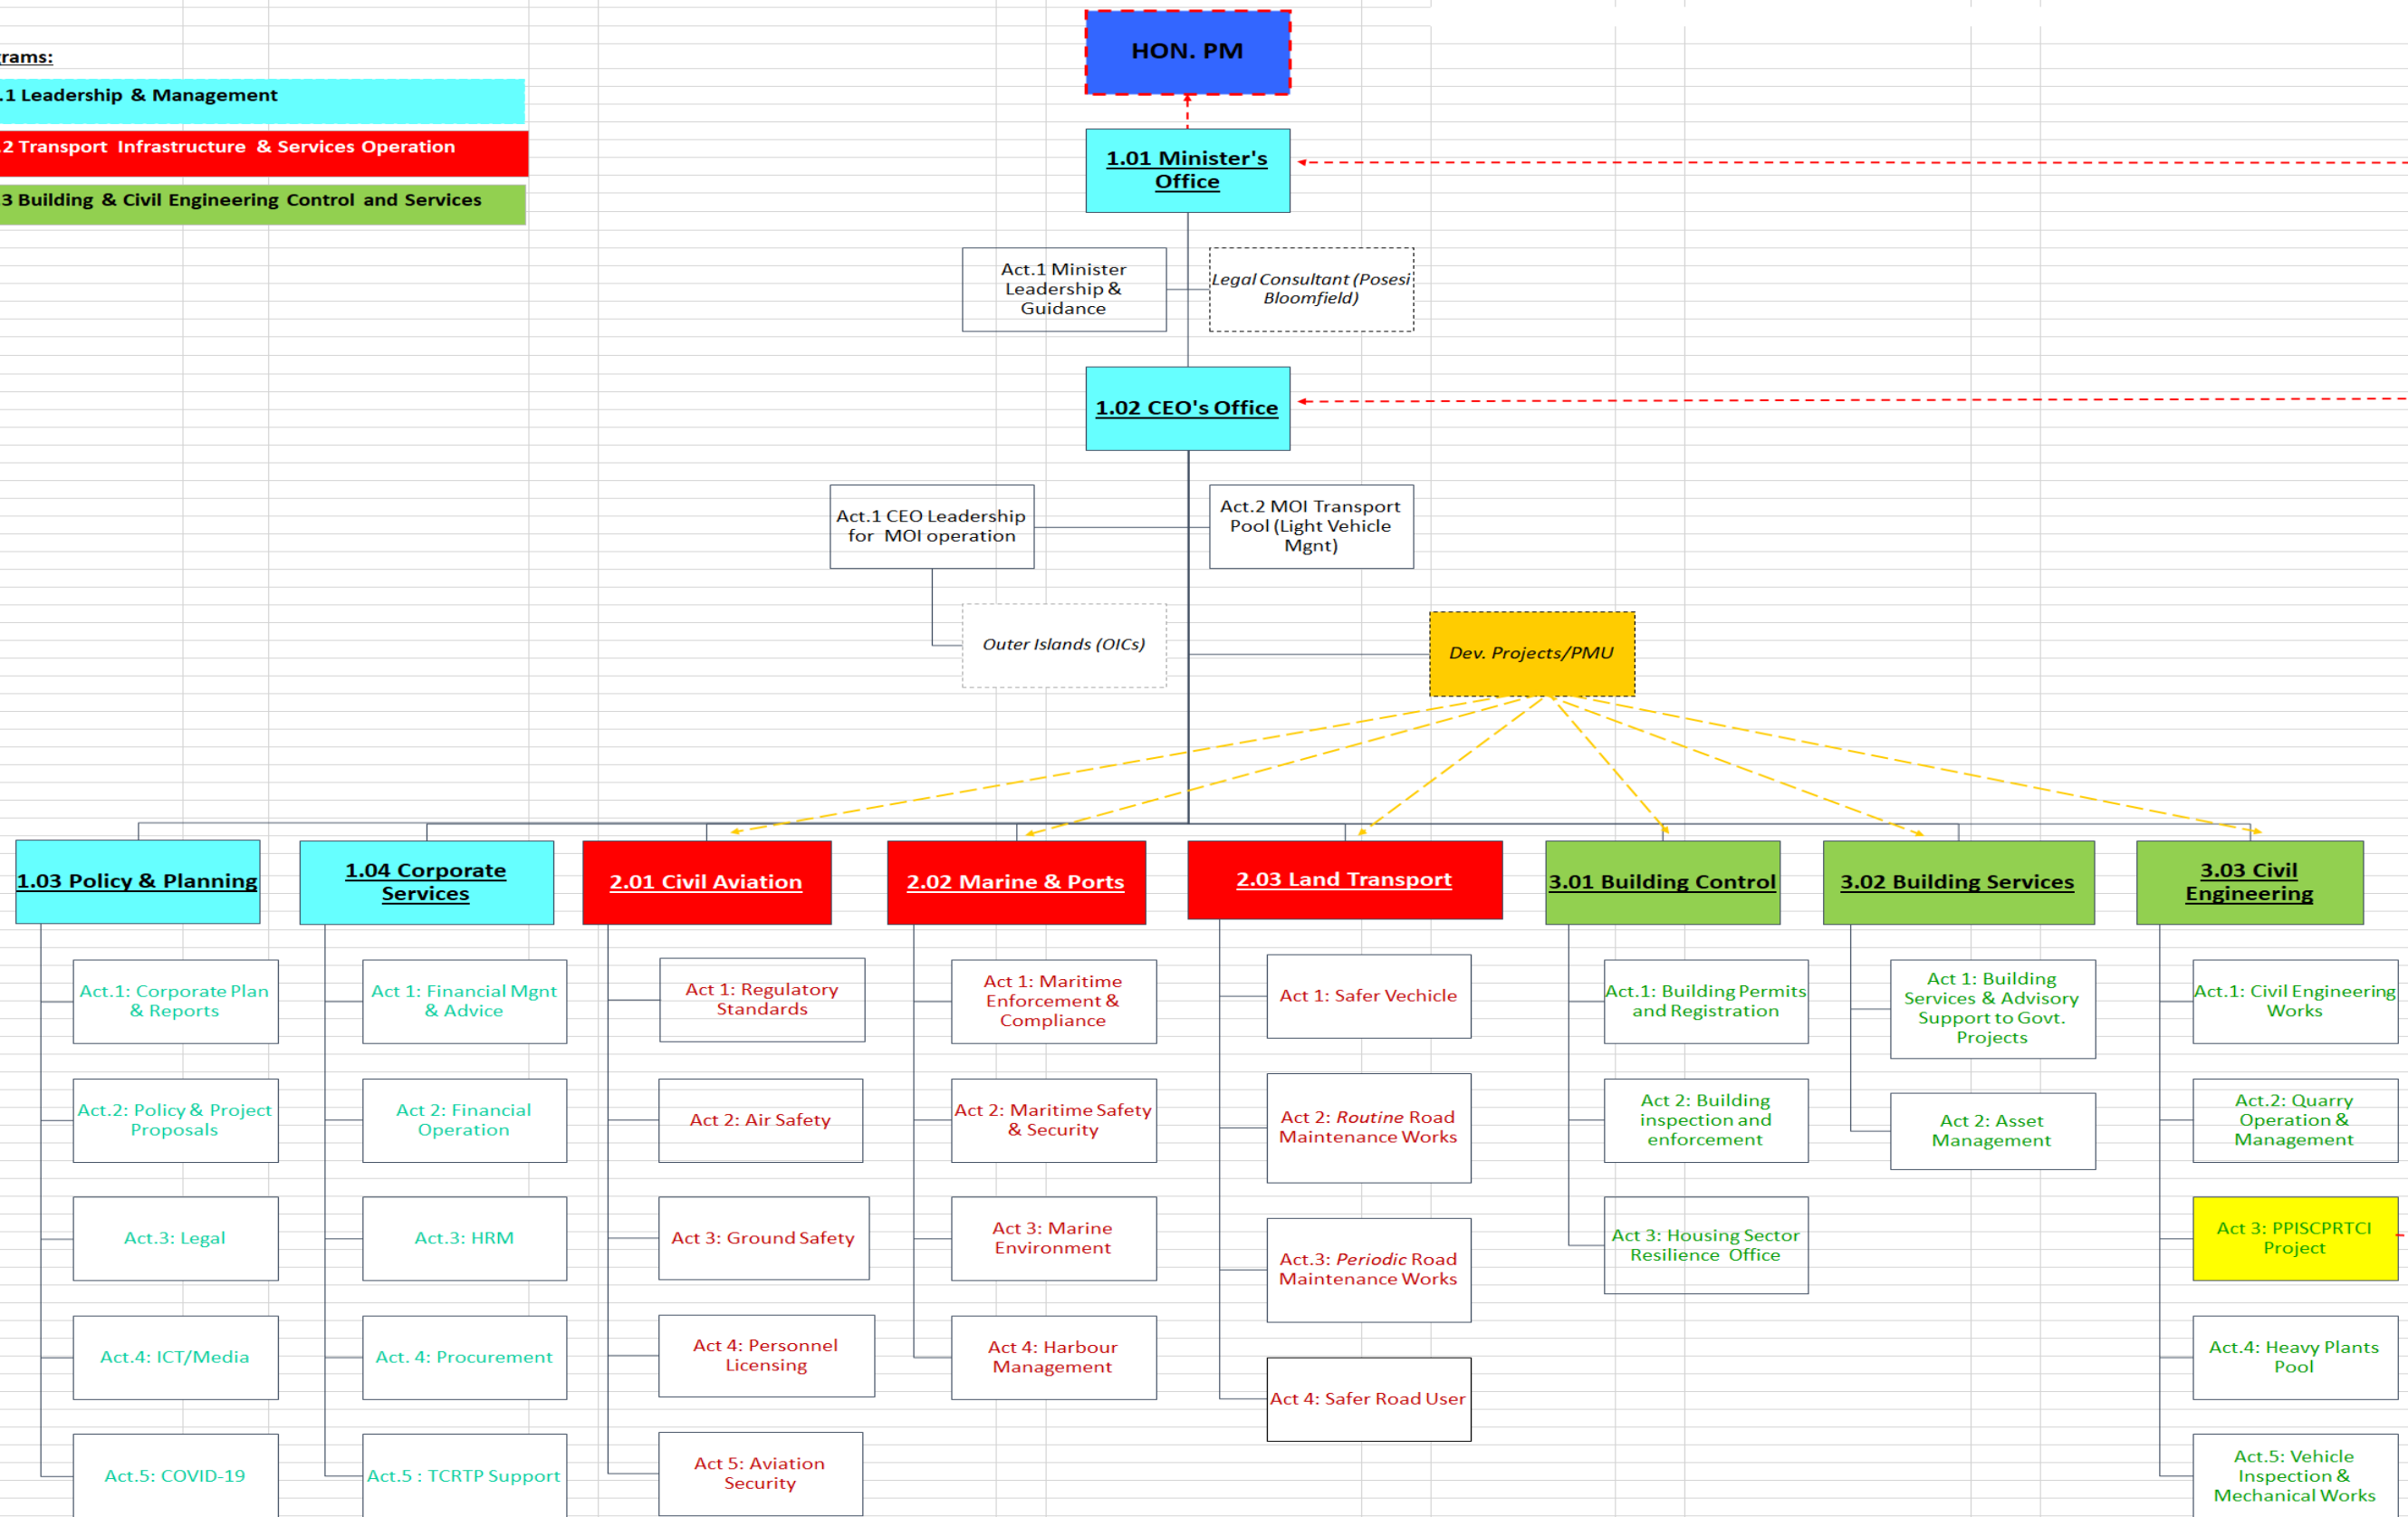 HON. PM
grams:
.1 Leadership & Management
.2 Transport Infrastructure & Services Operation
3 Building & Civil Engineering Control and Services
1.01 Minister's
Office
Act.1 Minister
Leadership &
Guidance
Legal Consultant (Posesi
Bloomfield)
1.02 CEO's Office
Act.1 CEO Leadership
for MOI operation
Act.2 MOI Transport
Pool (Light Vehicle
Mgnt)
Outer Islands (OICs)
Dev. Projects/PMU
1.03 Policy & Planning
Act.1: Corporate Plan
& Reports
Act.2: Policy & Project
Proposals
Act.3: Legal
Act.4: ICT/Media
Act.5: COVID-19
1.04 Corporate
Services
Act 1: Financial Mgnt
& Advice
Act 2: Financial
Operation
Act.3: HRM
Act. 4: Procurement
Act.5 : TCRTP Support
2.01 Civil Aviation
Act 1: Regulatory
Standards
Act 2: Air Safety
Act 3: Ground Safety
Act 4: Personnel
Licensing
Act 5: Aviation
Security
2.02 Marine & Ports
Act 1: Maritime
Enforcement &
Compliance
Act 2: Maritime Safety
& Security
Act 3: Marine
Environment
Act 4: Harbour
Management
2.03 Land Transport
Act 1: Safer Vechicle
Act 2: Routine Road
Maintenance Works
Act.3: Periodic Road
Maintenance Works
Act 4: Safer Road User
3.01 Building Control
Act.1: Building Permits
and Registration
Act 2: Building
inspection and
enforcement
Act 3: Housing Sector
Resilience Office
3.02 Building Services
Act 1: Building
Services & Advisory
Support to Govt.
Projects
Act 2: Asset
Management
3.03 Civil
Engineering
Act.1: Civil Engineering
Works
Act.2: Quarry
Operation &
Management
Act 3: PPISCPRTCI
Project
Act.4: Heavy Plants
Pool
Act.5: Vehicle
Inspection &
Mechanical Works